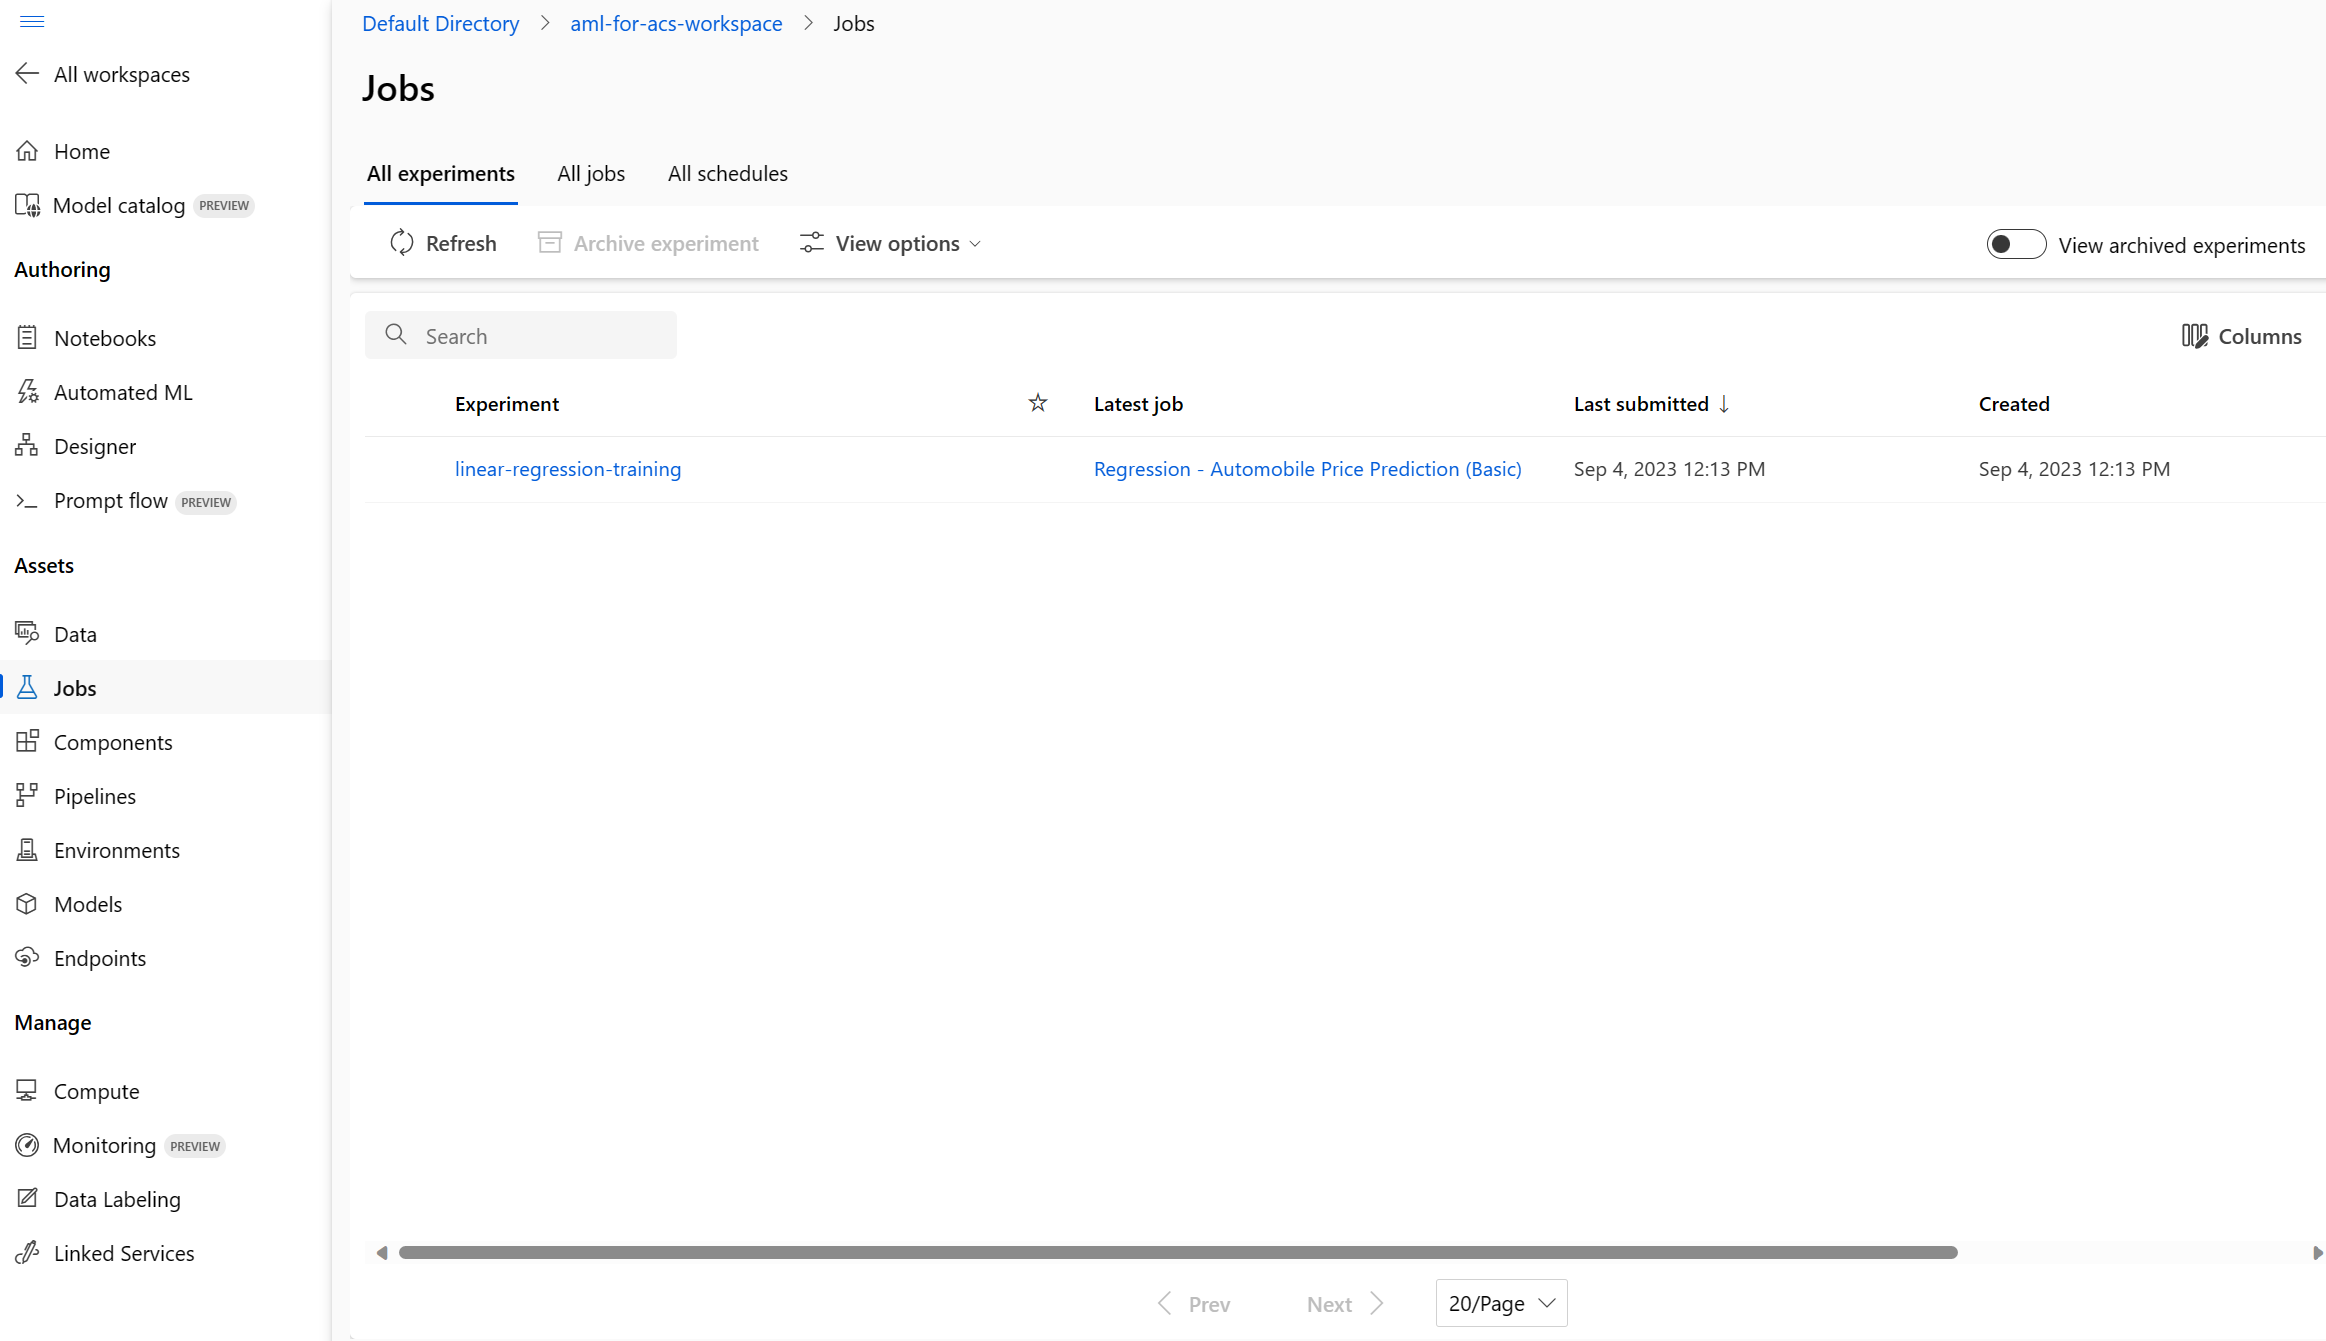 Default Directory > aml-for-acs-workspace > Jobs
All workspaces
Jobs
Home
Model catalog PREVIEW
Authoring
Notebooks
Automated ML
Designer
Prompt flow PREVIEW
Assets
Data
Jobs
Components
Pipelines
Environments
Models
Endpoints
Manage
Compute
Monitoring PREVIEW
Data Labeling
Linked Services
All experiments All jobs All schedules
Refresh Archive experiment View options View archived experiments
Search Columns
Experiment Latest job Last submitted ↓ Created
linear-regression-training Regression - Automobile Price Prediction (Basic) Sep 4, 2023 12:13 PM Sep 4, 2023 12:13 PM
Prev Next 20/Page